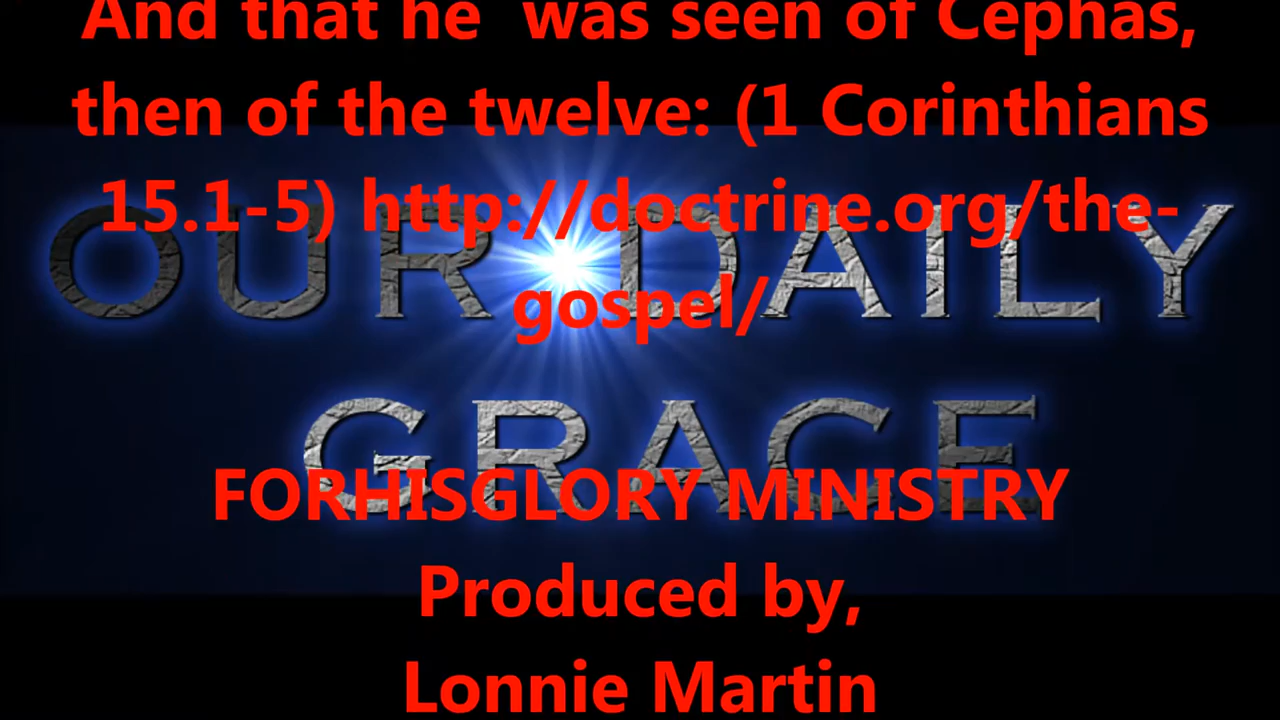 And that he  was seen of Cephas,
then of the twelve: (1 Corinthians
15.1-5) http://doctrine.org/the-
gospel/
OUR DAILY
GRACE
FORHISGLORY MINISTRY
Produced by,
Lonnie Martin